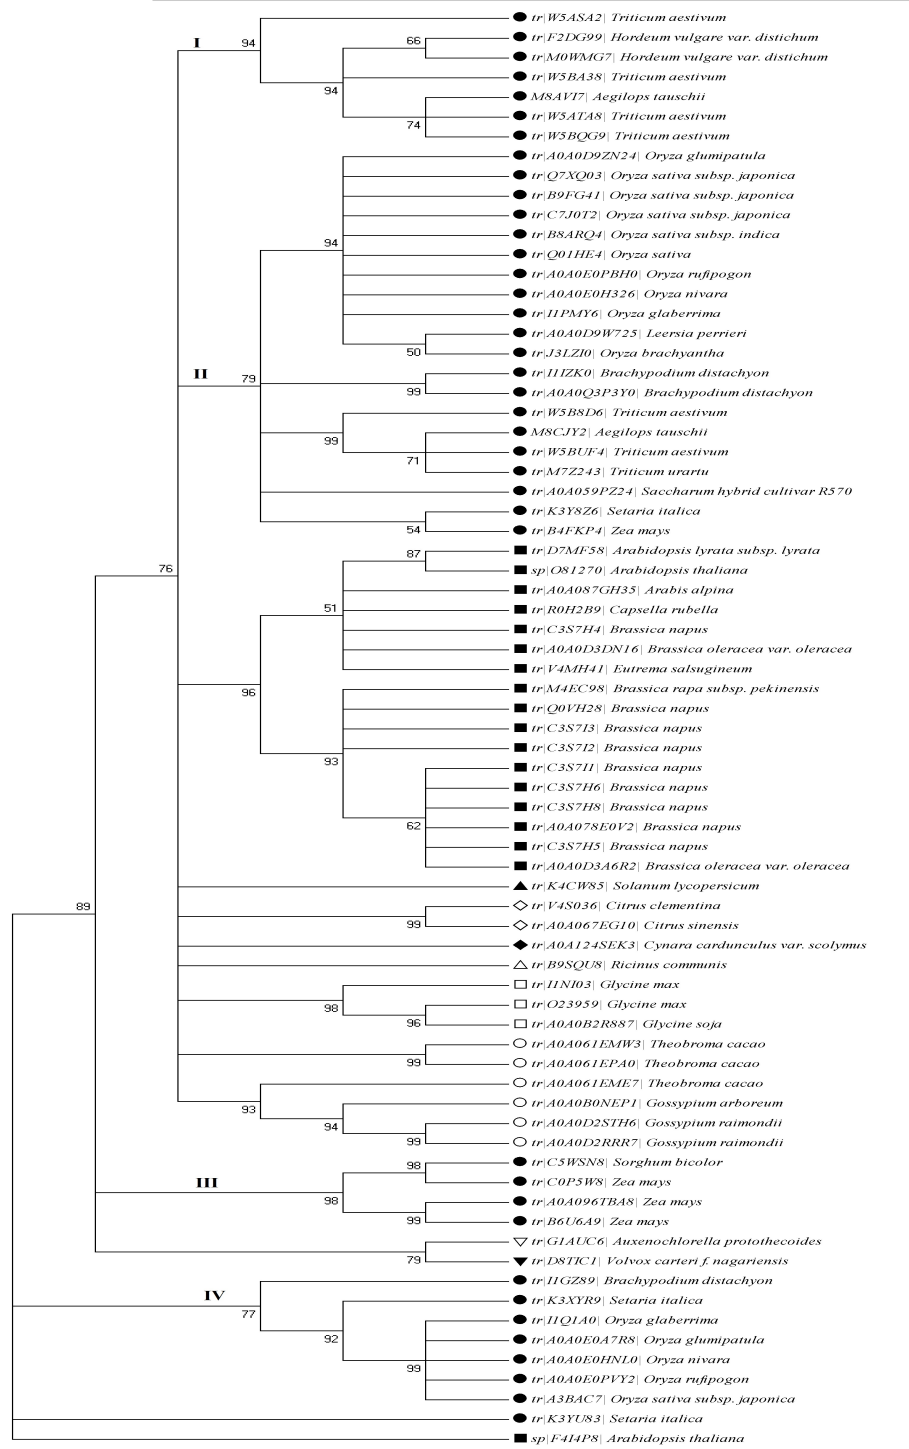 I
94
tr|W5ASA2| Triticum aestivum
66
tr|F2DG99| Hordeum vulgare var. distichum
tr|M0WMG7| Hordeum vulgare var. distichum
94
tr|W5BA38| Triticum aestivum
M8AVI7| Aegilops tauschii
74
tr|W5ATA8| Triticum aestivum
tr|W5BQG9| Triticum aestivum
tr|A0A0D9ZN24| Oryza glumipatula
tr|Q7XQ03| Oryza sativa subsp. japonica
tr|B9FG41| Oryza sativa subsp. japonica
tr|C7J0T2| Oryza sativa subsp. japonica
94
tr|B8ARQ4| Oryza sativa subsp. indica
tr|Q01HE4| Oryza sativa
tr|A0A0E0PBH0| Oryza rufipogon
tr|A0A0E0H326| Oryza nivara
tr|I1PMY6| Oryza glaberrima
tr|A0A0D9W725| Leersia perrieri
50
tr|J3LZI0| Oryza brachyantha
II
79
tr|I1IZK0| Brachypodium distachyon
99
tr|A0A0Q3P3Y0| Brachypodium distachyon
tr|W5B8D6| Triticum aestivum
99
M8CJY2| Aegilops tauschii
71
tr|W5BUF4| Triticum aestivum
tr|M7Z243| Triticum urartu
tr|A0A059PZ24| Saccharum hybrid cultivar R570
tr|K3Y8Z6| Setaria italica
54
tr|B4FKP4| Zea mays
87
tr|D7MF58| Arabidopsis lyrata subsp. lyrata
76
sp|O81270| Arabidopsis thaliana
tr|A0A087GH35| Arabis alpina
51
tr|R0H2B9| Capsella rubella
tr|C3S7H4| Brassica napus
tr|A0A0D3DN16| Brassica oleracea var. oleracea
tr|V4MH41| Eutrema salsugineum
96
tr|M4EC98| Brassica rapa subsp. pekinensis
tr|Q0VH28| Brassica napus
tr|C3S7I3| Brassica napus
tr|C3S7I2| Brassica napus
93
tr|C3S7I1| Brassica napus
tr|C3S7H6| Brassica napus
tr|C3S7H8| Brassica napus
62
tr|A0A078E0V2| Brassica napus
tr|C3S7H5| Brassica napus
tr|A0A0D3A6R2| Brassica oleracea var. oleracea
tr|K4CW85| Solanum lycopersicum
89
tr|V4S036| Citrus clementina
99
tr|A0A067EG10| Citrus sinensis
tr|A0A124SEK3| Cynara cardunculus var. scolymus
tr|B9SQU8| Ricinus communis
tr|I1NI03| Glycine max
98
tr|O23959| Glycine max
96
tr|A0A0B2R887| Glycine soja
tr|A0A061EMW3| Theobroma cacao
99
tr|A0A061EPA0| Theobroma cacao
tr|A0A061EME7| Theobroma cacao
93
tr|A0A0B0NEP1| Gossypium arboreum
94
tr|A0A0D2STH6| Gossypium raimondii
99
tr|A0A0D2RRR7| Gossypium raimondii
98
tr|C5WSN8| Sorghum bicolor
III
tr|C0P5W8| Zea mays
98
tr|A0A096TBA8| Zea mays
99
tr|B6U6A9| Zea mays
tr|G1AUC6| Auxenochlorella protothecoides
79
tr|D8TIC1| Volvox carteri f. nagariensis
IV
tr|I1GZ89| Brachypodium distachyon
77
tr|K3XYR9| Setaria italica
tr|I1Q1A0| Oryza glaberrima
92
tr|A0A0E0A7R8| Oryza glumipatula
99
tr|A0A0E0HNL0| Oryza nivara
tr|A0A0E0PVY2| Oryza rufipogon
tr|A3BAC7| Oryza sativa subsp. japonica
tr|K3YU83| Setaria italica
sp|F4I4P8| Arabidopsis thaliana